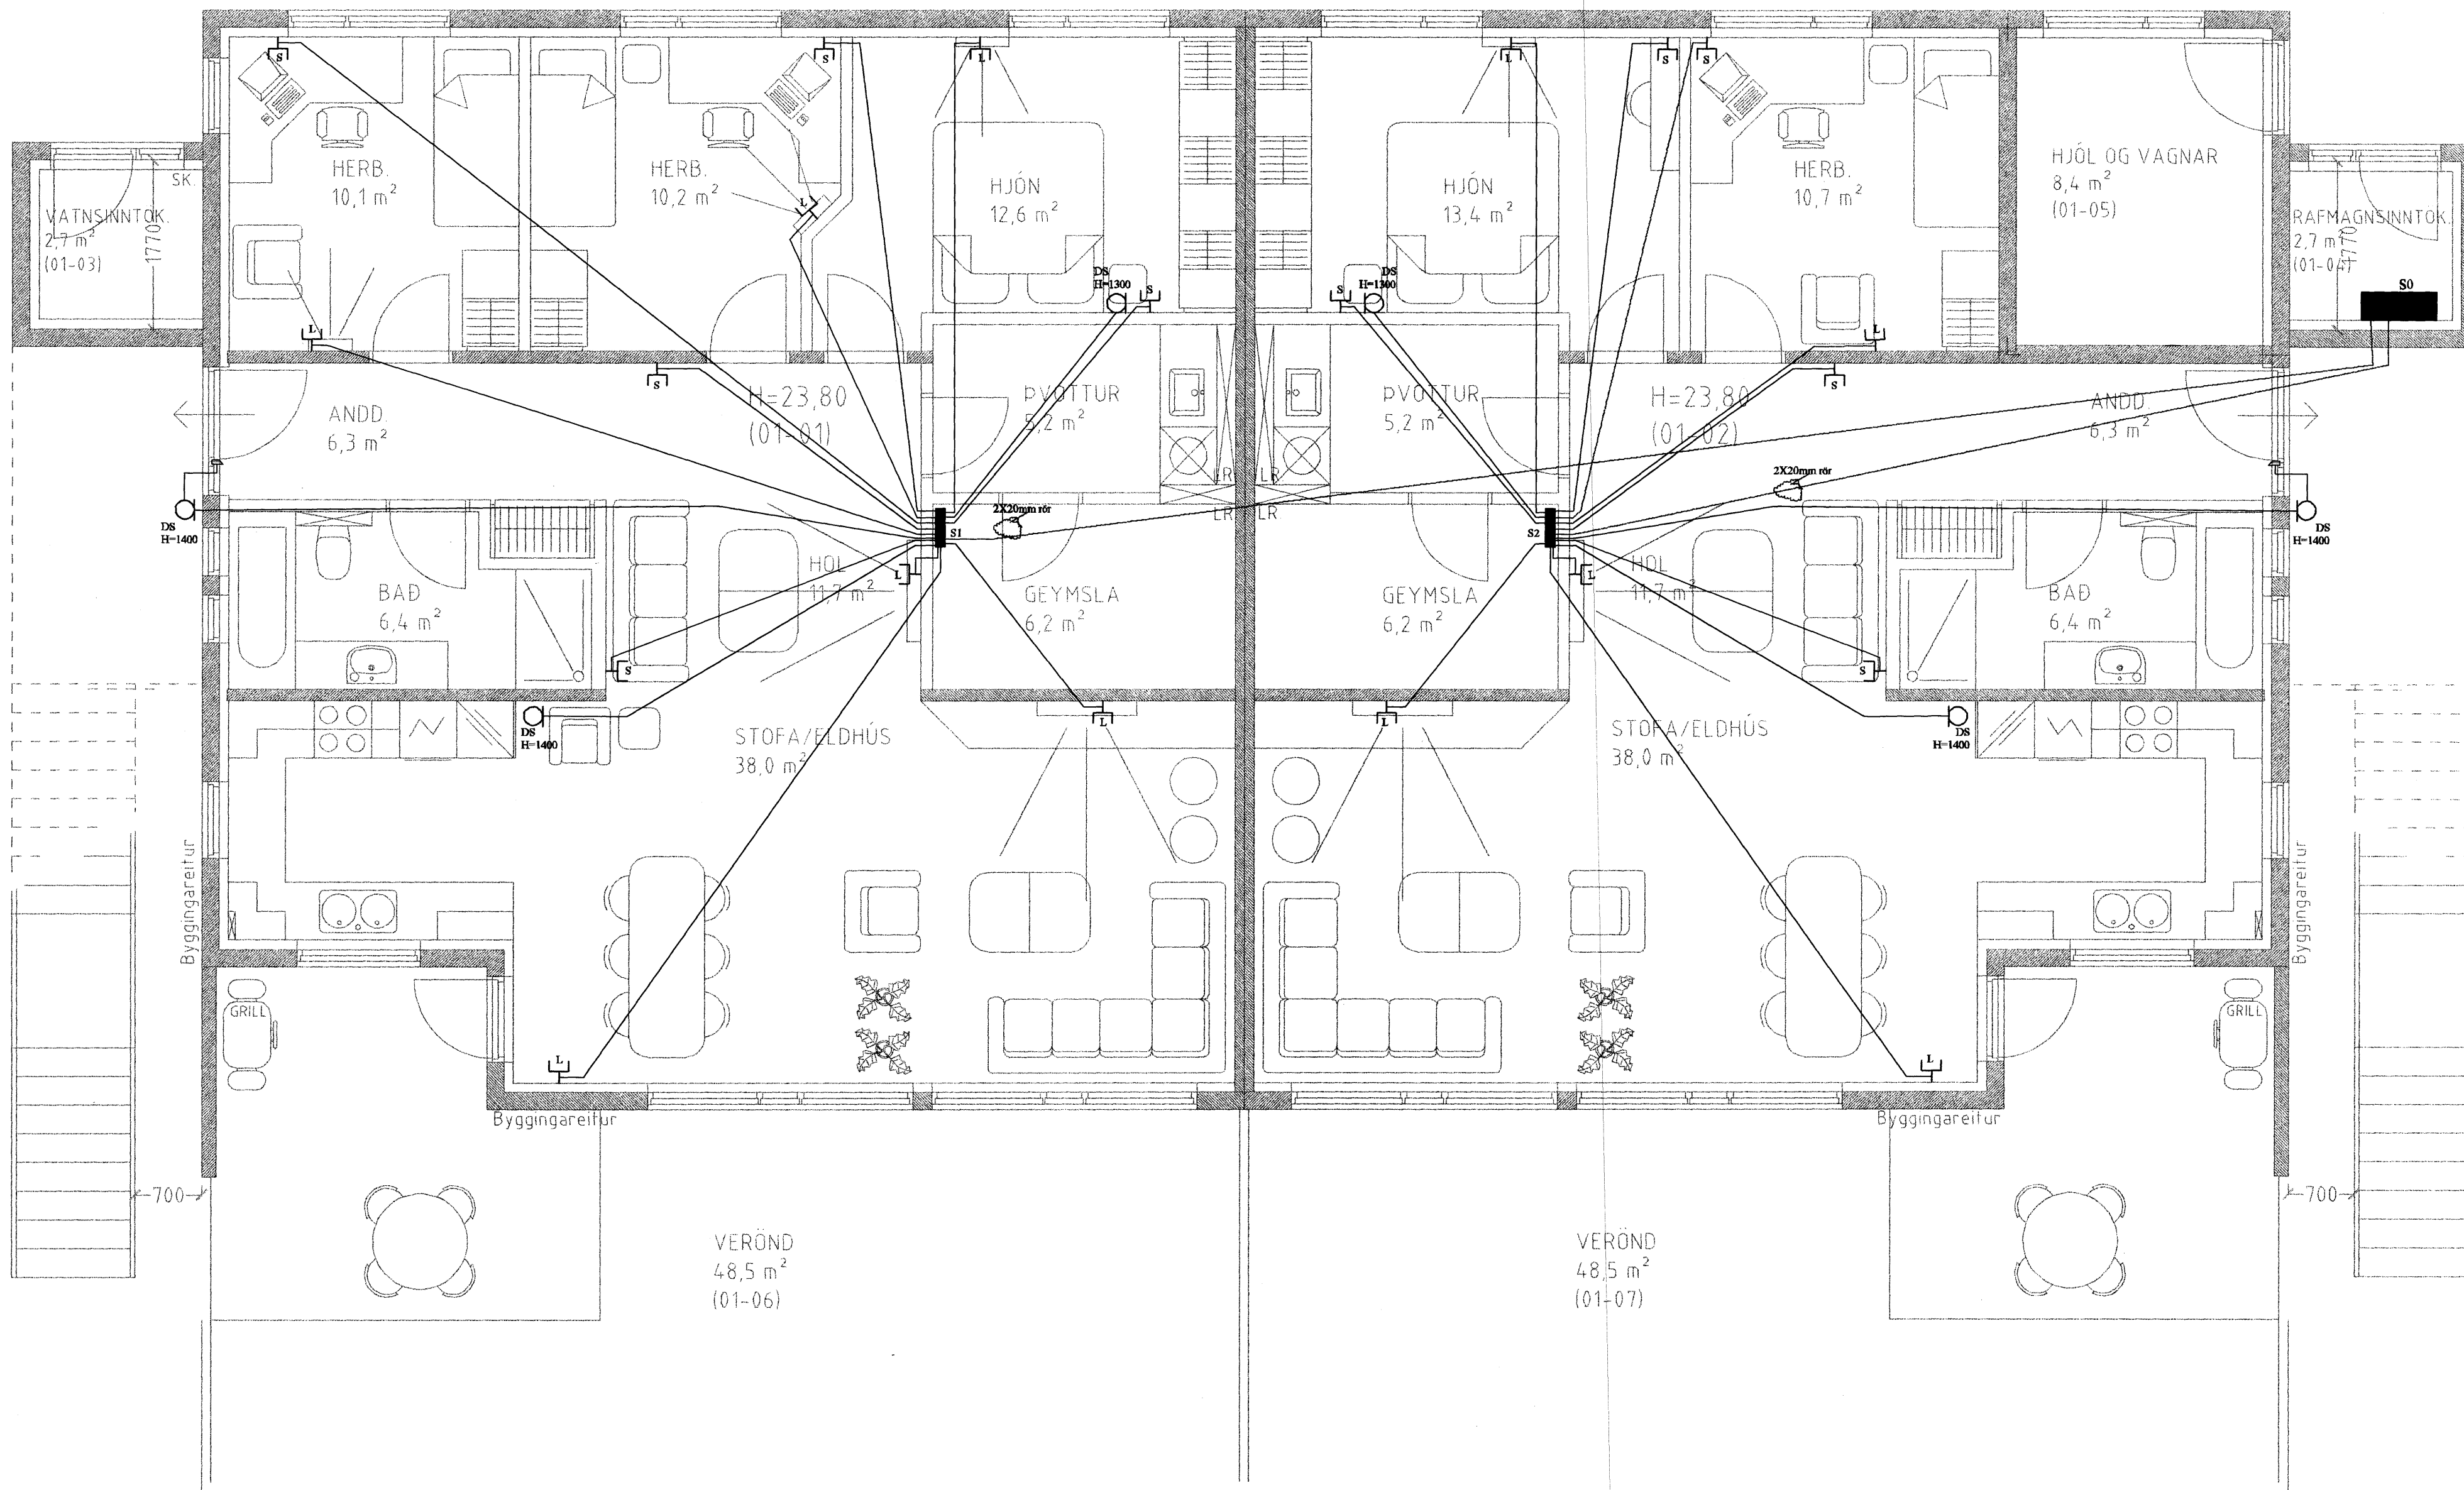 S
S
L
L
S
S
HERB.
10,1 m²
HERB.
10,2 m²
L
HJÓN
12,6 m²
HJÓN
13,4 m²
HERB.
10,7 m²
HJÓL OG VAGNAR
8,4 m²
(01-05)
SK.
VATNSINNTÖK.
2,7 m²
(01-03)
1770
RAFMAGNSINNTÖK.
2,7 m²
(01-04)
1770
S0
DS
H=1300
S
S
DS
H=1300
L
L
S
S
H=23,80
(01-01)
ÞVOTTUR
5,2 m²
ÞVOTTUR
5,2 m²
H=23,80
(01-02)
ANDD.
6,3 m²
ANDD.
6,3 m²
LR
LR
LR
LR
2X20mm rör
2X20mm rör
DS
H=1400
S1
S2
DS
H=1400
L
L
HOL
11,7 m²
HOL
11,7 m²
BAÐ
6,4 m²
GEYMSLA
6,2 m²
GEYMSLA
6,2 m²
BAÐ
6,4 m²
S
S
DS
H=1400
L
L
DS
H=1400
STOFA/ELDHÚS
38,0 m²
STOFA/ELDHÚS
38,0 m²
Byggingareitur
Byggingareitur
GRILL
GRILL
L
L
Byggingareitur
Byggingareitur
700
700
VERÖND
48,5 m²
(01-06)
VERÖND
48,5 m²
(01-07)